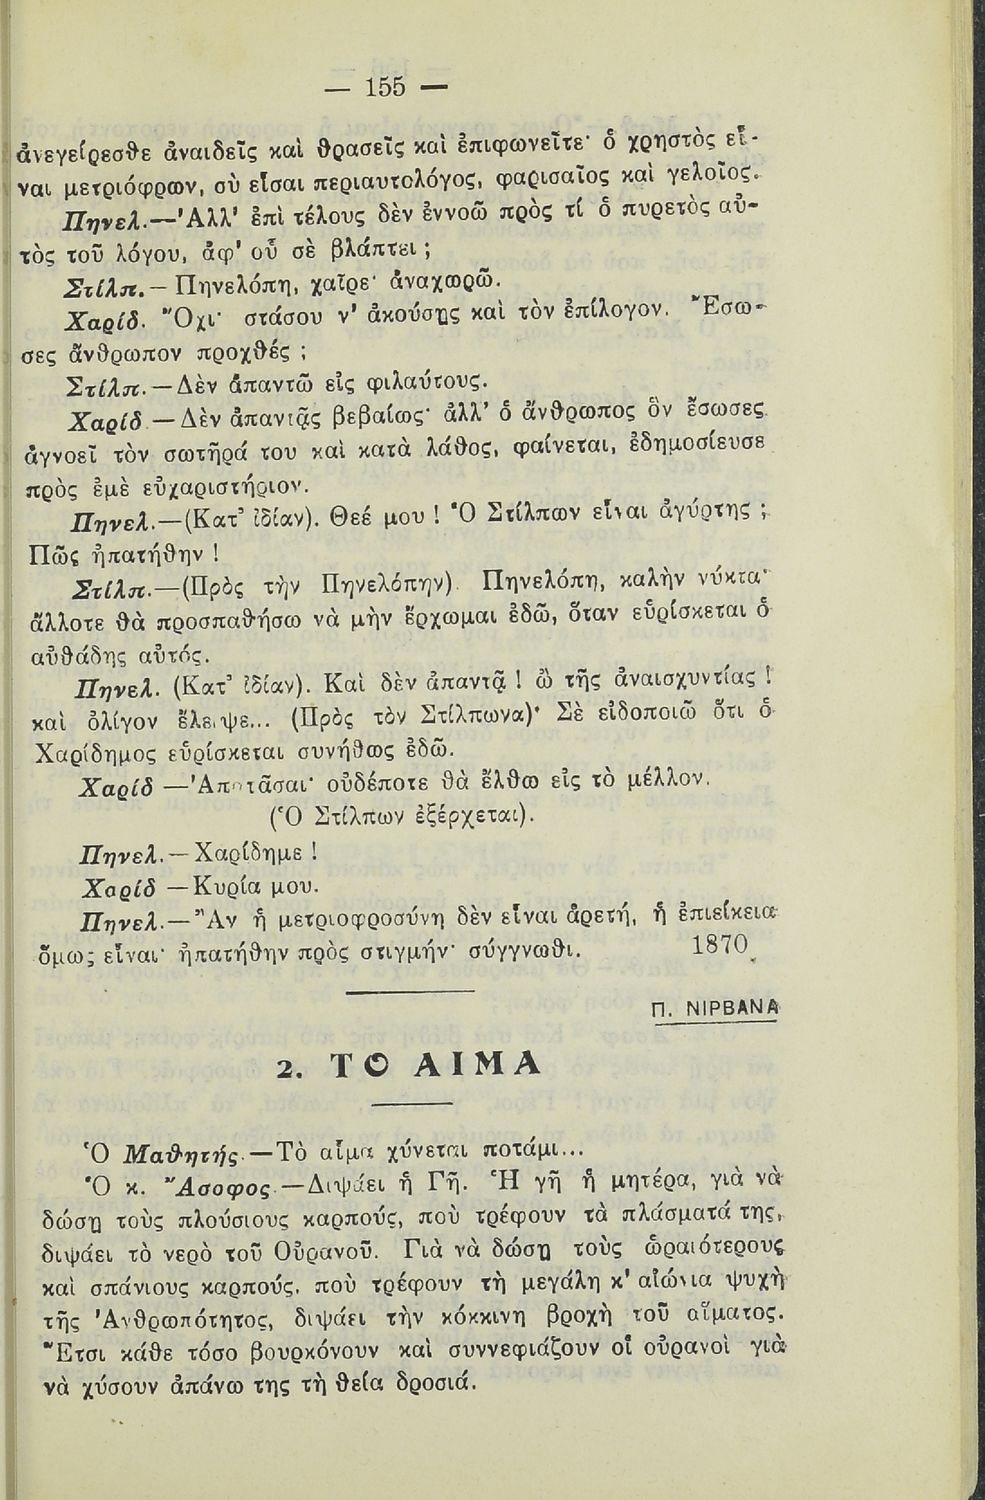 — 155 —
ἀνεγείρεσθε ἀναιδεῖς καὶ θρασεῖς καὶ ἐπιφωνεῖτε· ὁ χρηστὸς εἶ-
ναι μετριόφρων, σὺ εἶσαι περιαυτολόγος, φαρισαῖος καὶ γελοῖος.
Πηνελ.—'Αλλ' ἐπὶ τέλους δὲν ἐννοῶ πρὸς τί ὁ πυρετὸς αὐ-
τὸς τοῦ λόγου, ἀφ' οὗ σὲ βλάπτει ;
Στίλπ.— Πηνελόπη, χαῖρε· ἀναχωρῶ.
Χαρίδ. Ὄχι· στάσου ν' ἀκούσῃς καὶ τὸν ἐπίλογον. Ἔσω-
σες ἄνθρωπον προχθές ;
Στίλπ.—Δὲν ἀπαντῶ εἰς φιλαύτους.
Χαρίδ — Δὲν ἀπαντᾷς βεβαίως· ἀλλ' ὁ ἄνθρωπος ὃν ἔσωσες
ἀγνοεῖ τὸν σωτῆρά του καὶ κατὰ λάθος, φαίνεται, ἐδημοσίευσε
πρὸς ἐμὲ εὐχαριστήριον.
Πηνελ.—(Κατ' ἰδίαν). Θεέ μου ! Ὁ Στίλπων εἶναι ἀγύρτης ;
Πῶς ἠπατήθην !
Στίλπ.—(Πρὸς τὴν Πηνελόπην). Πηνελόπη, καλὴν νύκτα·
ἄλλοτε θὰ προσπαθήσω νὰ μὴν ἔρχωμαι ἐδῶ, ὅταν εὑρίσκεται ὁ
αὐθάδης αὐτός.
Πηνελ. (Κατ' ἰδίαν). Καὶ δὲν ἀπαντᾷ ! ὢ τῆς ἀναισχυντίας !
καὶ ὀλίγον ἔλειψε... (Πρὸς τὸν Στίλπωνα)· Σὲ εἰδοποιῶ ὅτι ὁ
Χαρίδημος εὑρίσκεται συνήθως ἐδῶ.
Χαρίδ —'Αποτᾶσαι· οὐδέποτε θὰ ἔλθω εἰς τὸ μέλλον.
(Ὁ Στίλπων ἐξέρχεται).
Πηνελ.— Χαρίδημε !
Χαρίδ —Κυρία μου.
Πηνελ.—Ἂν ἡ μετριοφροσύνη δὲν εἶναι ἀρετή, ἡ ἐπιείκεια
ὅμως εἶναι· ἠπατήθην πρὸς στιγμήν· σύγγνωθι. 1870
Π. ΝΙΡΒΑΝΑ
2. ΤΟ ΑΙΜΑ
Ὁ Μαθητής.—Τὸ αἷμα χύνεται ποτάμι...
Ὁ κ. Ἄσοφος.—Διψάει ἡ Γῆ. Ἡ γῆ ἡ μητέρα, γιὰ νὰ
δώσῃ τοὺς πλούσιους καρπούς, ποὺ τρέφουν τὰ πλάσματά της,
διψάει τὸ νερὸ τοῦ Οὐρανοῦ. Γιὰ νὰ δώσῃ τοὺς ὡραιότερους
καὶ σπάνιους καρπούς, ποὺ τρέφουν τὴ μεγάλη κ' αἰώνια ψυχὴ
τῆς 'Ανθρωπότητος, διψάει τὴν κόκκινη βροχὴ τοῦ αἵματος.
Ἔτσι κάθε τόσο βουρκόνουν καὶ συννεφιάζουν οἱ οὐρανοὶ γιὰ
νὰ χύσουν ἀπάνω της τὴ θεία δροσιά.